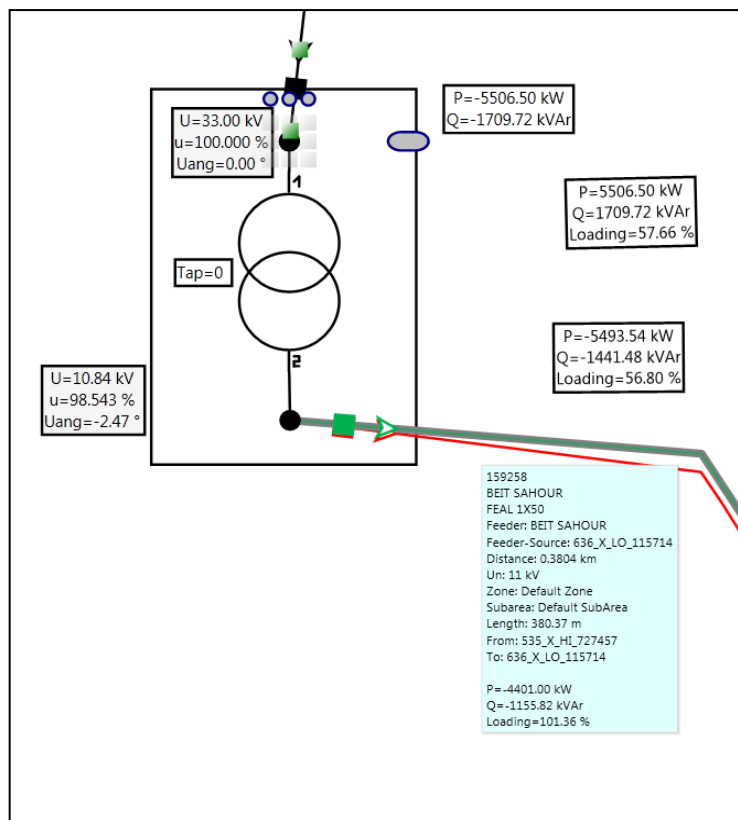 P=-5506.50 kW
Q=-1709.72 kVAr
U=33.00 kV
u=100.000 %
Uang=0.00 °
1
P=5506.50 kW
Q=1709.72 kVAr
Loading=57.66 %
Tap=0
P=-5493.54 kW
Q=-1441.48 kVAr
Loading=56.80 %
2
U=10.84 kV
u=98.543 %
Uang=-2.47 °
159258
BEIT SAHOUR
FEAL 1X50
Feeder: BEIT SAHOUR
Feeder-Source: 636_X_LO_115714
Distance: 0.3804 km
Un: 11 kV
Zone: Default Zone
Subarea: Default SubArea
Length: 380.37 m
From: 535_X_HI_727457
To: 636_X_LO_115714
P=-4401.00 kW
Q=-1155.82 kVAr
Loading=101.36 %